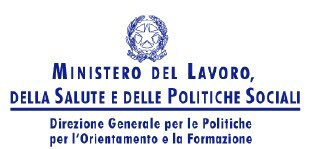 MINISTERO DEL LAVORO,
DELLA SALUTE E DELLE POLITICHE SOCIALI
Direzione Generale per le Politiche
per l'Orientamento e la Formazione